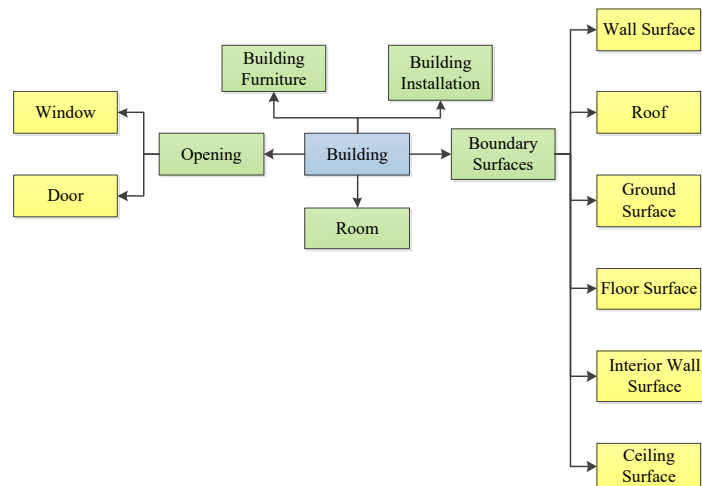 Wall Surface
Building
Furniture
Building
Installation
Window
Roof
Opening
Building
Boundary
Surfaces
Door
Ground
Surface
Room
Floor Surface
Interior Wall
Surface
Ceiling
Surface